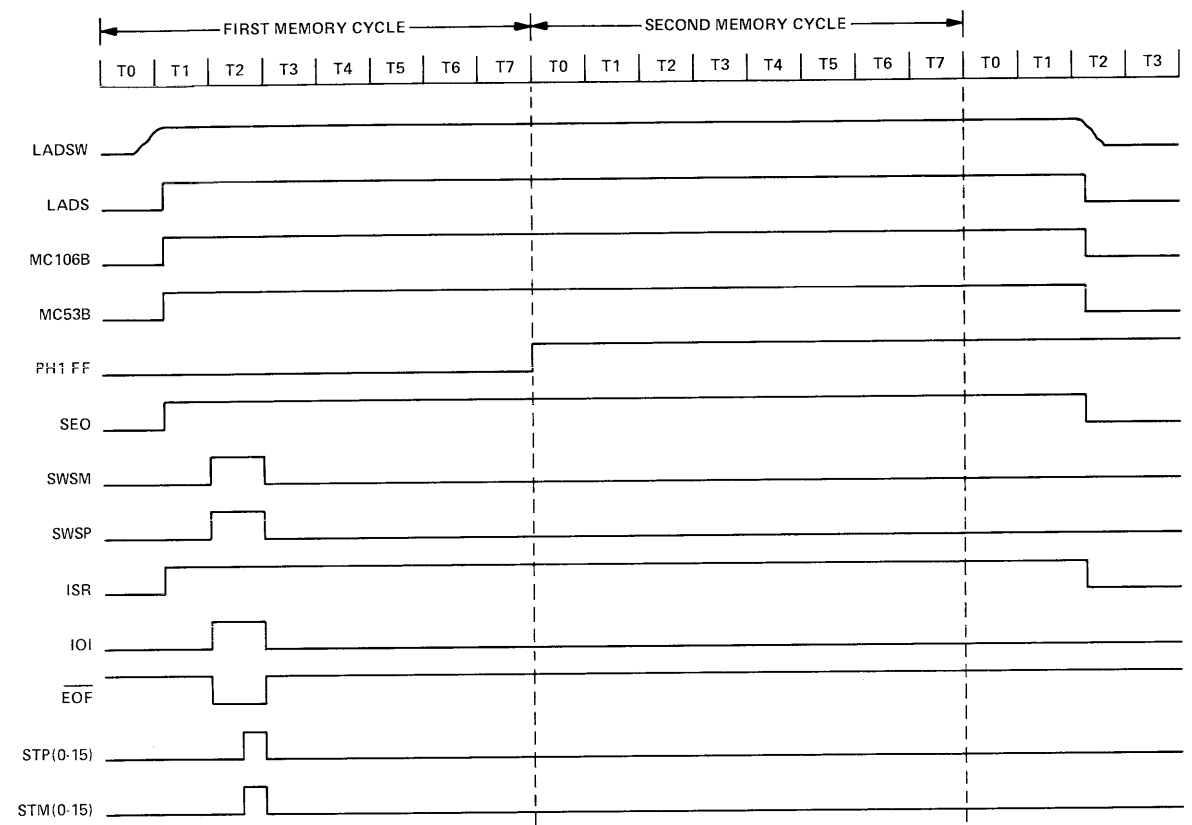 FIRST MEMORY CYCLE SECOND MEMORY CYCLE
T0 T1 T2 T3 T4 T5 T6 T7 T0 T1 T2 T3 T4 T5 T6 T7 T0 T1 T2 T3
LADSW
LADS
MC106B
MC53B
PH1 FF
SEO
SWSM
SWSP
ISR
IOI
EOF
STP(0-15)
STM(0-15)